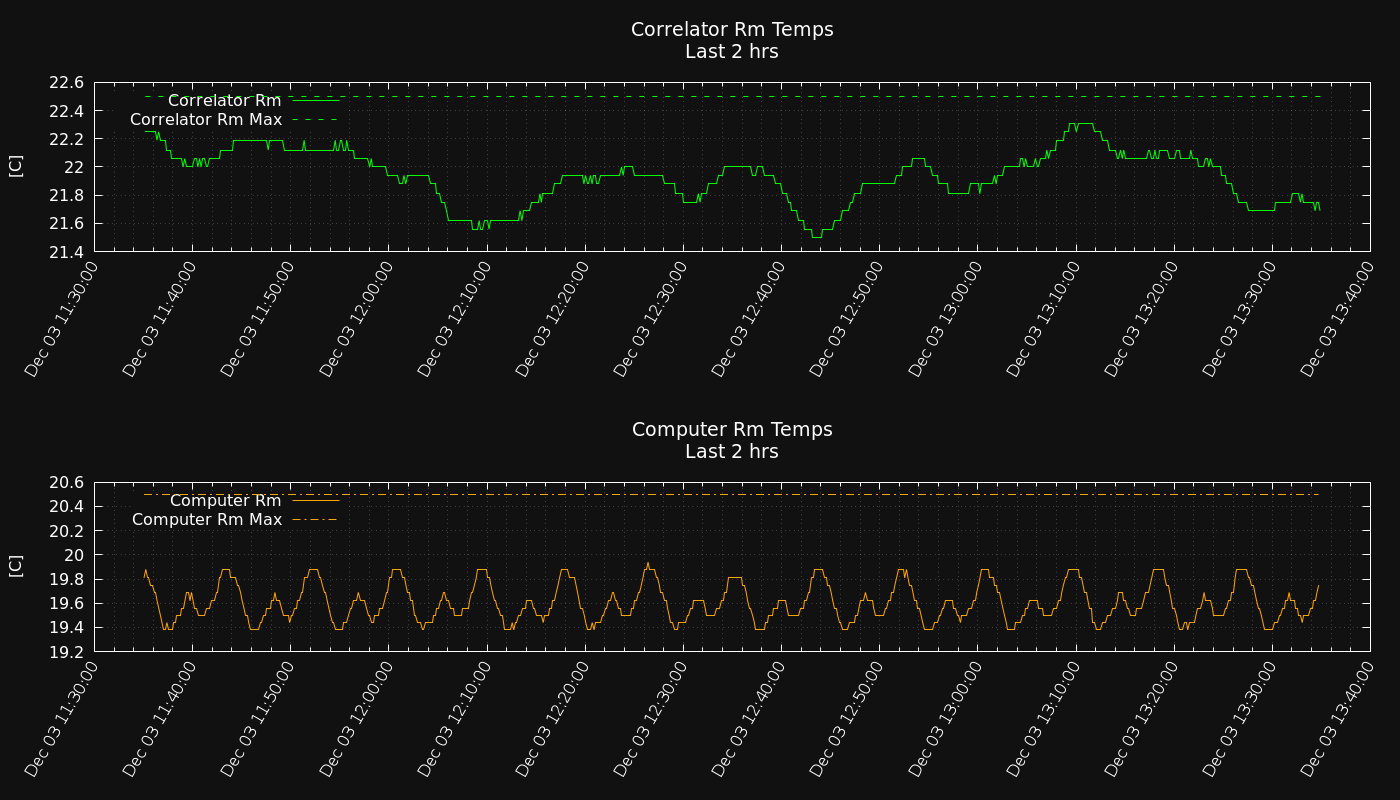 Correlator Rm Temps
Last 2 hrs
22.6
22.4
22.2
22
21.8
21.6
21.4
[C]
Correlator Rm
Correlator Rm Max
Dec 03 11:30:00
Dec 03 11:40:00
Dec 03 11:50:00
Dec 03 12:00:00
Dec 03 12:10:00
Dec 03 12:20:00
Dec 03 12:30:00
Dec 03 12:40:00
Dec 03 12:50:00
Dec 03 13:00:00
Dec 03 13:10:00
Dec 03 13:20:00
Dec 03 13:30:00
Dec 03 13:40:00
Computer Rm Temps
Last 2 hrs
20.6
20.4
20.2
20
19.8
19.6
19.4
19.2
[C]
Computer Rm
Computer Rm Max
Dec 03 11:30:00
Dec 03 11:40:00
Dec 03 11:50:00
Dec 03 12:00:00
Dec 03 12:10:00
Dec 03 12:20:00
Dec 03 12:30:00
Dec 03 12:40:00
Dec 03 12:50:00
Dec 03 13:00:00
Dec 03 13:10:00
Dec 03 13:20:00
Dec 03 13:30:00
Dec 03 13:40:00